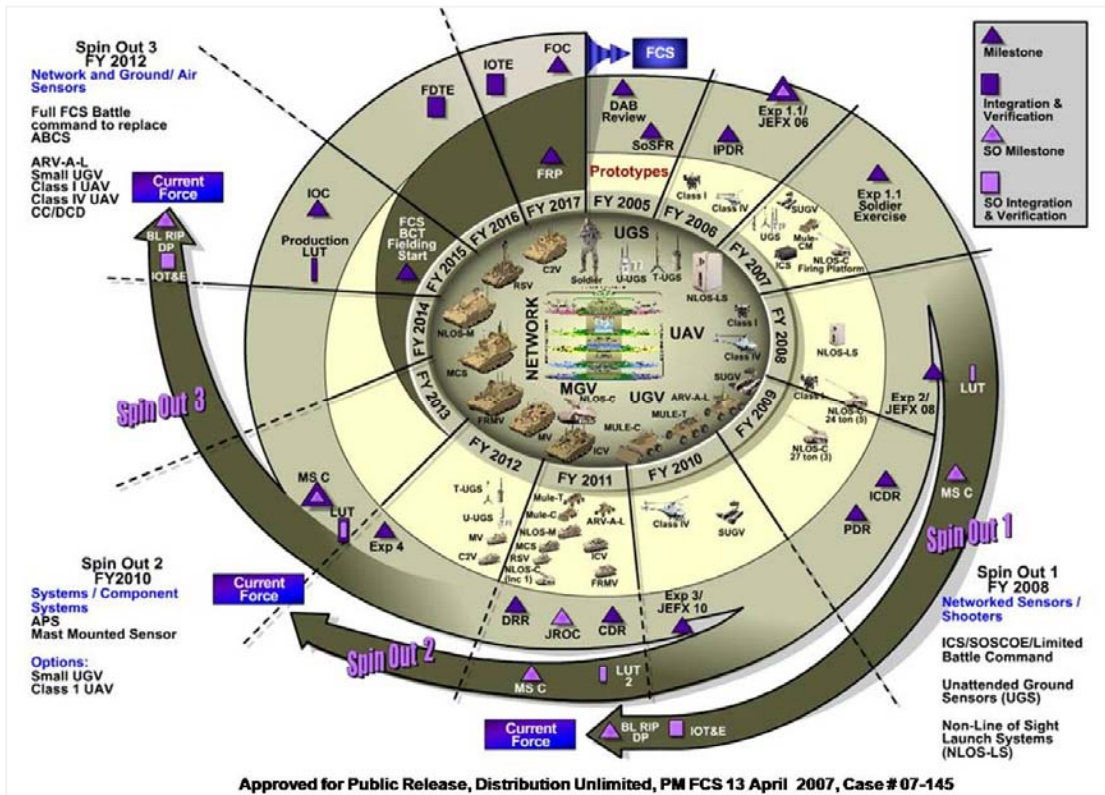 Spin Out 3
FY 2012
Network and Ground/ Air
Sensors
Full FCS Battle
command to replace
ABCS
ARV-A-L
Small UGV
Class I UAV
Class IV UAV
CC/DCD
Current
Force
BL RIP
DP
IOT&E
Spin Out 3
FOC
IOTE
FDTE
FRP
IOC
Production
LUT
FCS
BCT
Fielding
Start
FCS
DAB
Review
SoSFR
IPDR
Exp 1.1/
JEFX 06
Exp 1.1
Soldier
Exercise
Prototypes
Class I
Class IV
SUGV
UGS
Mule-
CM
ICS
NLOS-C
Firing Platform
Milestone
Integration &
Verification
SO Milestone
SO Integration
& Verification
FY 2005
FY 2006
FY 2007
FY 2008
FY 2009
FY 2010
FY 2011
FY 2012
FY 2013
FY 2014
FY 2015
FY 2016
FY 2017
UGS
Soldier
U-UGS
T-UGS
NLOS-LS
C2V
RSV
NLOS-M
MCS
FRMV
MV
ICV
NLOS-C
MGV
NETWORK
UAV
Class I
Class IV
SUGV
UGV
ARV-A-L
MULE-T
MULE-C
NLOS-LS
Class I
NLOS-C
24 ton (5)
NLOS-C
27 ton (3)
Exp 2/
JEFX 08
LUT
MS C
ICDR
PDR
Spin Out 1
Class IV
SUGV
Mule-T
Mule-C
ARV-A-L
NLOS-M
MCS
RSV
ICV
NLOS-C
(Inc 1)
FRMV
T-UGS
U-UGS
MV
C2V
MS C
LUT
Exp 4
DRR
JROC
CDR
Exp 3/
JEFX 10
MS C
LUT
2
Spin Out 2
Current
Force
Spin Out 2
FY2010
Systems / Component
Systems
APS
Mast Mounted Sensor
Options:
Small UGV
Class 1 UAV
Current
Force
BL RIP
DP
IOT&E
Spin Out 1
FY 2008
Networked Sensors /
Shooters
ICS/SOSCOE/Limited
Battle Command
Unattended Ground
Sensors (UGS)
Non-Line of Sight
Launch Systems
(NLOS-LS)
Approved for Public Release, Distribution Unlimited, PM FCS 13 April 2007, Case # 07-145